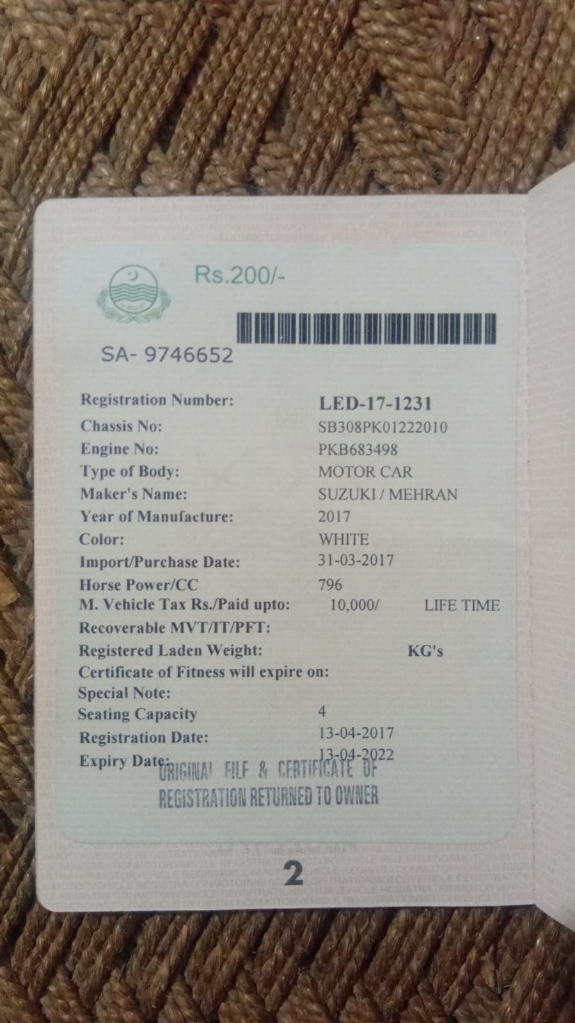 Rs.200/-
SA- 9746652
Registration Number: LED-17-1231
Chassis No: SB308PK01222010
Engine No: PKB683498
Type of Body: MOTOR CAR
Maker's Name: SUZUKI / MEHRAN
Year of Manufacture: 2017
Color: WHITE
Import/Purchase Date: 31-03-2017
Horse Power/CC 796
M. Vehicle Tax Rs./Paid upto: 10,000/ LIFE TIME
Recoverable MVT/IT/PFT:
Registered Laden Weight: KG's
Certificate of Fitness will expire on:
Special Note:
Seating Capacity 4
Registration Date: 13-04-2017
Expiry Date: 13-04-2022
ORIGINAL FILE & CERTIFICATE OF
REGISTRATION RETURNED TO OWNER
2